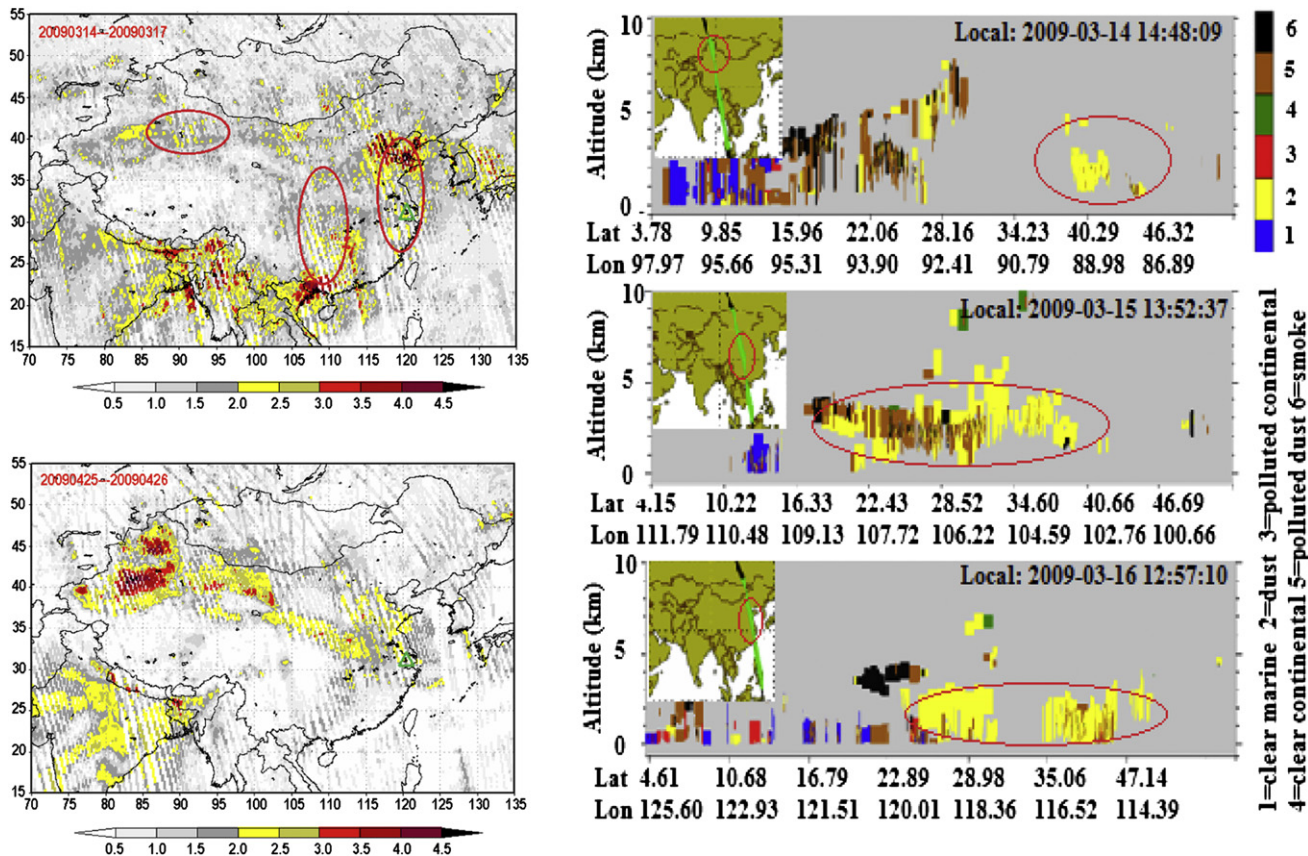 20090314--20090317
55
50
45
40
35
30
25
20
15
70 75 80 85 90 95 100 105 110 115 120 125 130 135
0.5 1.0 1.5 2.0 2.5 3.0 3.5 4.0 4.5
20090425--20090426
55
50
45
40
35
30
25
20
15
70 75 80 85 90 95 100 105 110 115 120 125 130 135
0.5 1.0 1.5 2.0 2.5 3.0 3.5 4.0 4.5
Local: 2009-03-14 14:48:09
Altitude (km)
10
5
0
Lat 3.78 9.85 15.96 22.06 28.16 34.23 40.29 46.32
Lon 97.97 95.66 95.31 93.90 92.41 90.79 88.98 86.89
Local: 2009-03-15 13:52:37
Altitude (km)
10
5
0
Lat 4.15 10.22 16.33 22.43 28.52 34.60 40.66 46.69
Lon 111.79 110.48 109.13 107.72 106.22 104.59 102.76 100.66
Local: 2009-03-16 12:57:10
Altitude (km)
10
5
0
Lat 4.61 10.68 16.79 22.89 28.98 35.06 47.14
Lon 125.60 122.93 121.51 120.01 118.36 116.52 114.39
6
5
4
3
2
1
1=clear marine 2=dust 3=polluted continental
4=clear continental 5=polluted dust 6=smoke